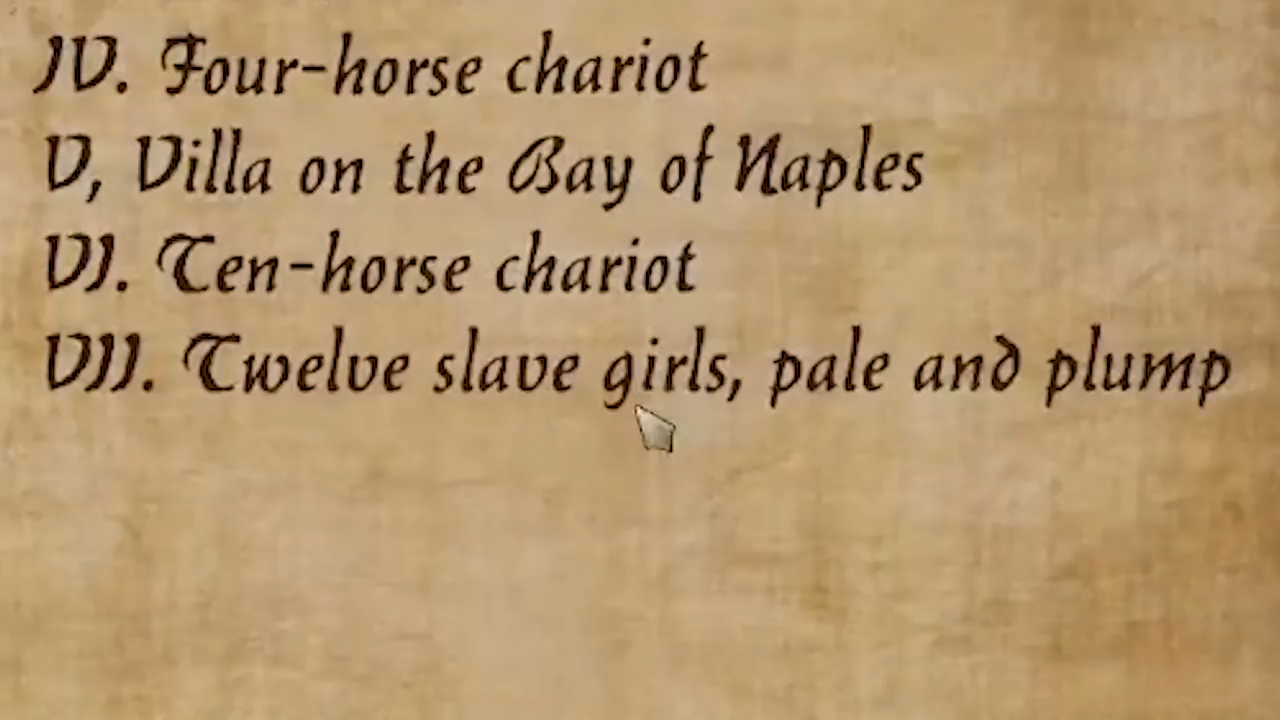 IV. Four-horse chariot
V, Villa on the Bay of Naples
VI. Ten-horse chariot
VII. Twelve slave girls, pale and plump